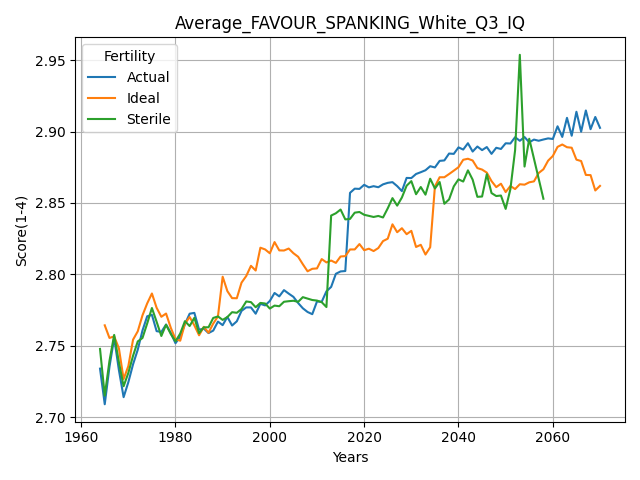 Average_FAVOUR_SPANKING_White_Q3_IQ
Fertility
Actual
Ideal
Sterile
Score(1-4)
2.95
2.90
2.85
2.80
2.75
2.70
1960 1980 2000 2020 2040 2060
Years